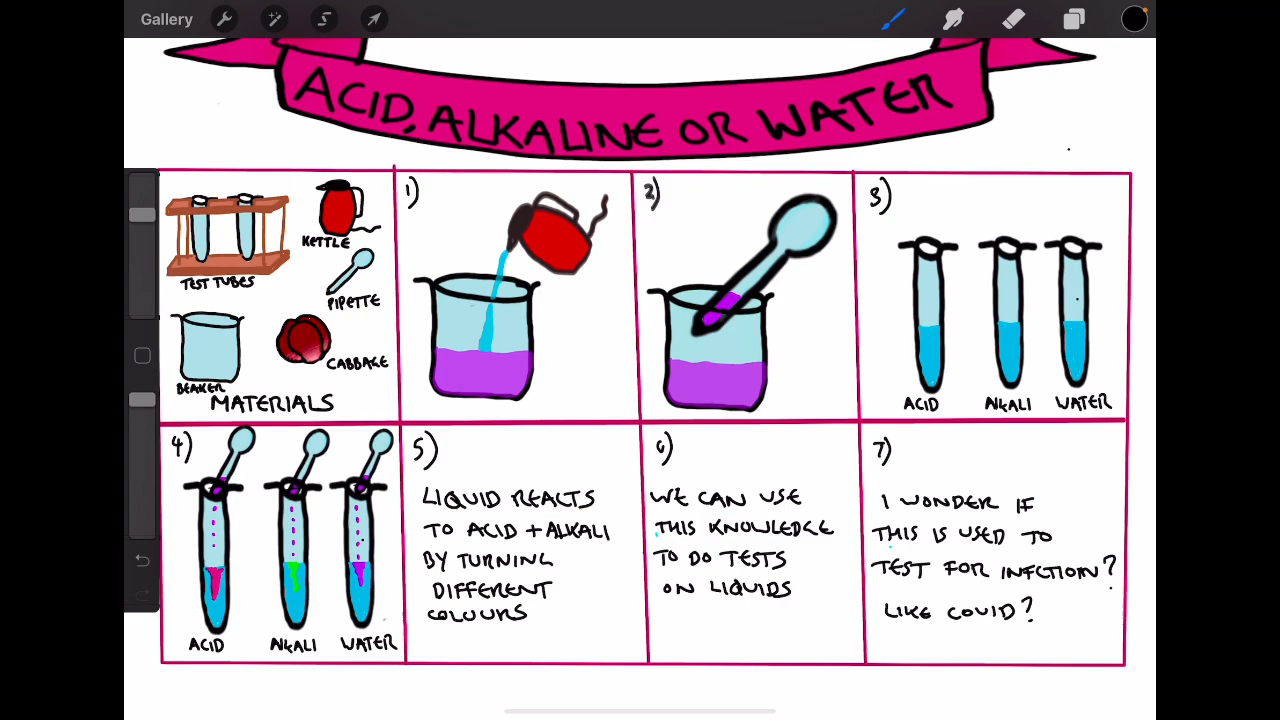 Gallery
ACID, ALKALINE OR WATER
TEST TUBES
KETTLE
PIPETTE
BEAKER
CABBAGE
MATERIALS
1)
2)
3)
ACID
ALKALI
WATER
4)
ACID
ALKALI
WATER
5)
LIQUID REACTS
TO ACID + ALKALI
BY TURNING
DIFFERENT
COLOURS
6)
WE CAN USE
THIS KNOWLEDGE
TO DO TESTS
ON LIQUIDS
7)
I WONDER IF
THIS IS USED TO
TEST FOR INFECTION?
LIKE COVID?